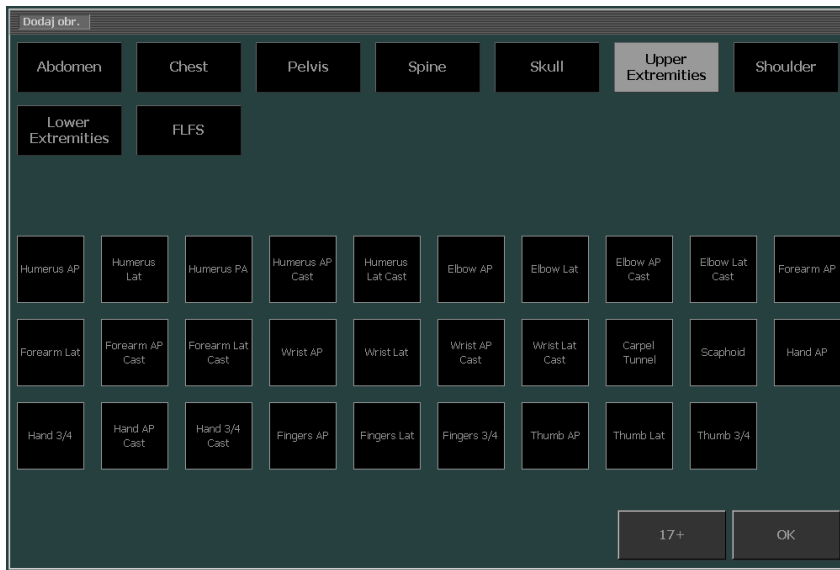 Dodaj obr.
Abdomen
Chest
Pelvis
Spine
Skull
Upper
Extremities
Shoulder
Lower
Extremities
FLFS
Humerus AP
Humerus
Lat
Humerus PA
Humerus AP
Cast
Humerus
Lat Cast
Elbow AP
Elbow Lat
Elbow AP
Cast
Elbow Lat
Cast
Forearm AP
Forearm Lat
Forearm AP
Cast
Forearm Lat
Cast
Wrist AP
Wrist Lat
Wrist AP
Cast
Wrist Lat
Cast
Carpel
Tunnel
Scaphoid
Hand AP
Hand 3/4
Hand AP
Cast
Hand 3/4
Cast
Fingers AP
Fingers Lat
Fingers 3/4
Thumb AP
Thumb Lat
Thumb 3/4
17+
OK